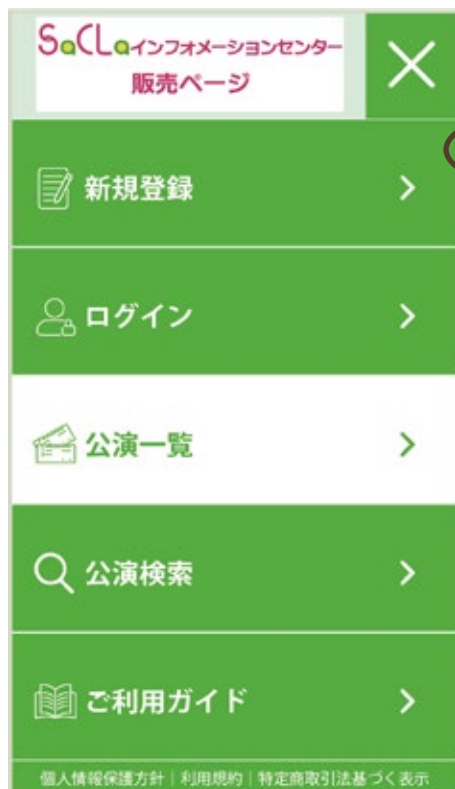 SaCLaインフォメーションセンター
販売ページ
新規登録
ログイン
公演一覧
公演検索
ご利用ガイド
個人情報保護方針｜利用規約｜特定商取引法基づく表示